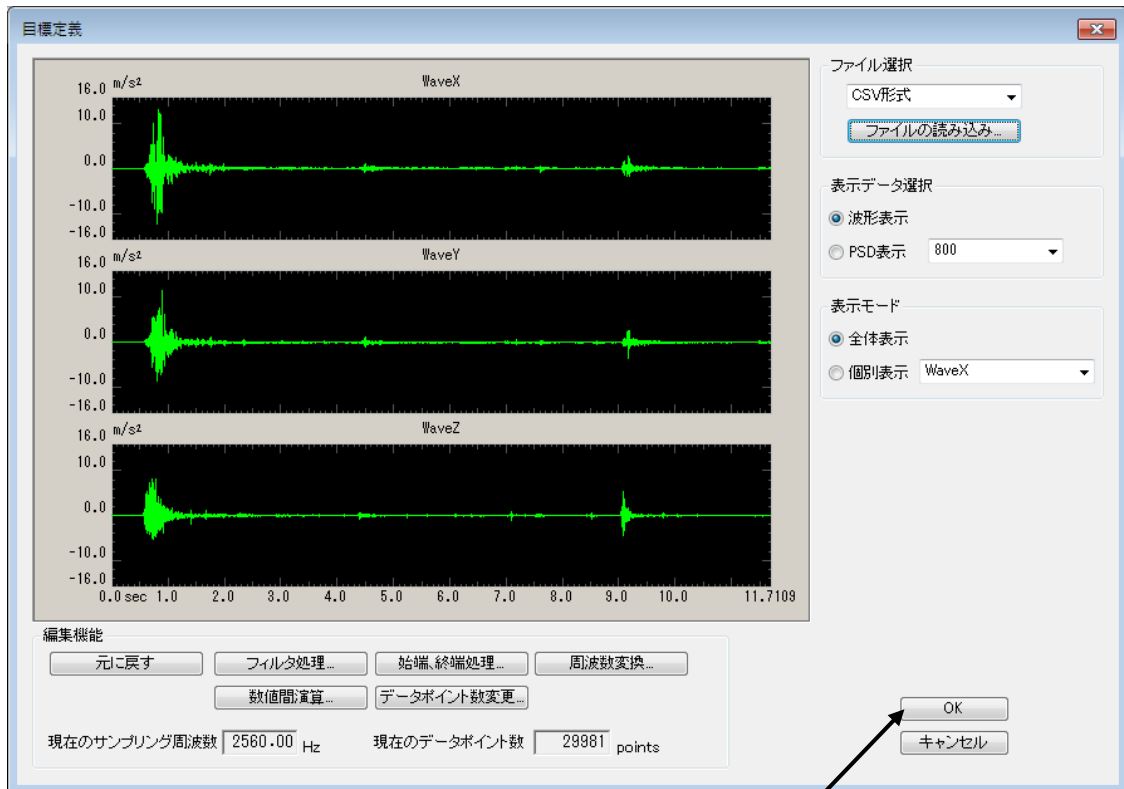 目標定義
16.0 m/s² WaveX
10.0
0.0
-10.0
-16.0
16.0 m/s² WaveY
10.0
0.0
-10.0
-16.0
16.0 m/s² WaveZ
10.0
0.0
-10.0
-16.0
0.0 sec 1.0 2.0 3.0 4.0 5.0 6.0 7.0 8.0 9.0 10.0 11.7109
ファイル選択
CSV形式
ファイルの読み込み...
表示データ選択
波形表示
PSD表示 800
表示モード
全体表示
個別表示 WaveX
編集機能
元に戻す フィルタ処理... 始端、終端処理... 周波数変換...
数値間演算... データポイント数変更...
現在のサンプリング周波数 2560.00 Hz 現在のデータポイント数 29981 points
OK
キャンセル